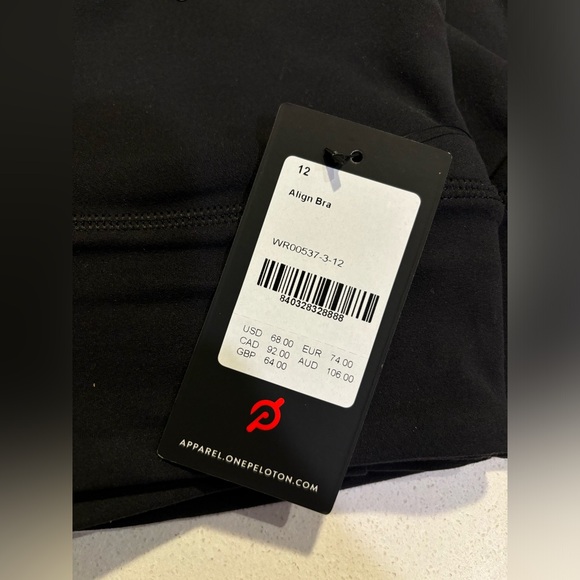 12
Align Bra
WR00537-3-12
840328328888
USD 68.00 EUR 74.00
CAD 92.00 AUD 106.00
GBP 64.00
APPAREL.ONEPELOTON.COM